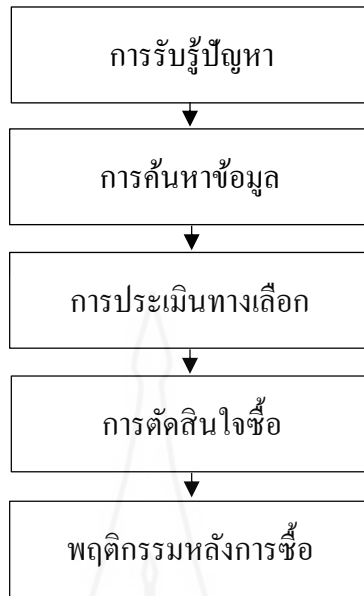 การรับรู้ปัญหา
การค้นหาข้อมูล
การประเมินทางเลือก
การตัดสินใจซื้อ
พฤติกรรมหลังการซื้อ